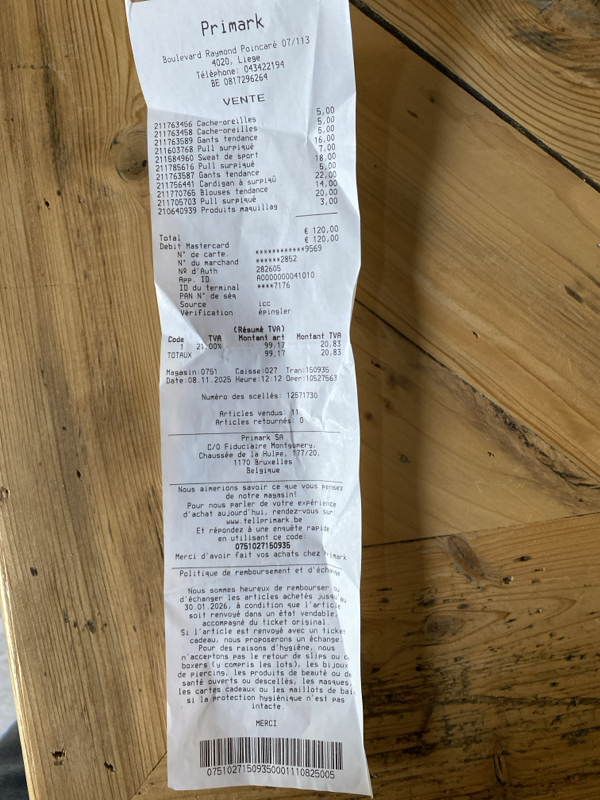 Primark
Boulevard Raymond Poincaré 07/113
4020, Liege
Téléphone: 043422194
BE 0817296264
VENTE
211763456 Cache-oreilles 5,00
211763458 Cache-oreilles 5,00
211763589 Gants tendance 5,00
211603768 Pull surpiqué 16,00
211584960 Sweat de sport 7,00
211785616 Pull surpiqué 18,00
211763587 Gants tendance 5,00
211756441 Cardigan à surpiqû 22,00
211770765 Blouses tendance 14,00
211705703 Pull surpiqué 20,00
210640939 Produits maquillag 3,00
Total € 120,00
Debit Mastercard € 120,00
N° de carte. ************9569
N° du marchand ******2852
Nº d'Auth 282605
App. ID A0000000041010
ID du terminal ****7176
PAN N° de séq
Source icc
Vérification épingler
(Résumé TVA)
Code TVA Montant art Montant TVA
1 21,00% 99,17 20,83
TOTAUX 99,17 20,83
Magasin:0751 Caisse:027 Tran:150935
Date:08.11.2025 Heure:12:12 Oper:10527563
Numéro des scellés: 12571730
Articles vendus: 11
Articles retournés: 0
Primark SA
C/O Fiduciaire Montgomery,
Chaussée de la Hulpe, 177/20,
1170 Bruxelles
Belgique
Nous aimerions savoir ce que vous pensez
de notre magasin!
Pour nous parler de votre expérience
d'achat aujourd'hui, rendez-vous sur:
www.tellprimark.be
Et répondez à une enquête rapide
en utilisant ce code:
0751027150935
Merci d'avoir fait vos achats chez Primark
Politique de remboursement et d'échange
Nous sommes heureux de rembourser ou
d'échanger les articles achetés jusqu'au
30.01.2026, à condition que l'article
soit renvoyé dans un état vendable,
accompagné du ticket original.
Si l'article est renvoyé avec un ticket
cadeau, nous proposerons un échange.
Pour des raisons d'hygiène, nous
n'acceptons pas le retour de slips ou de
boxers (y compris les lots), les bijoux
de piercing, les produits de beauté ou de
santé ouverts ou descellés, les masques,
les cartes cadeaux ou les maillots de bain
si la protection hygiénique n'est pas
intacte.
MERCI
07510271509350001110825005